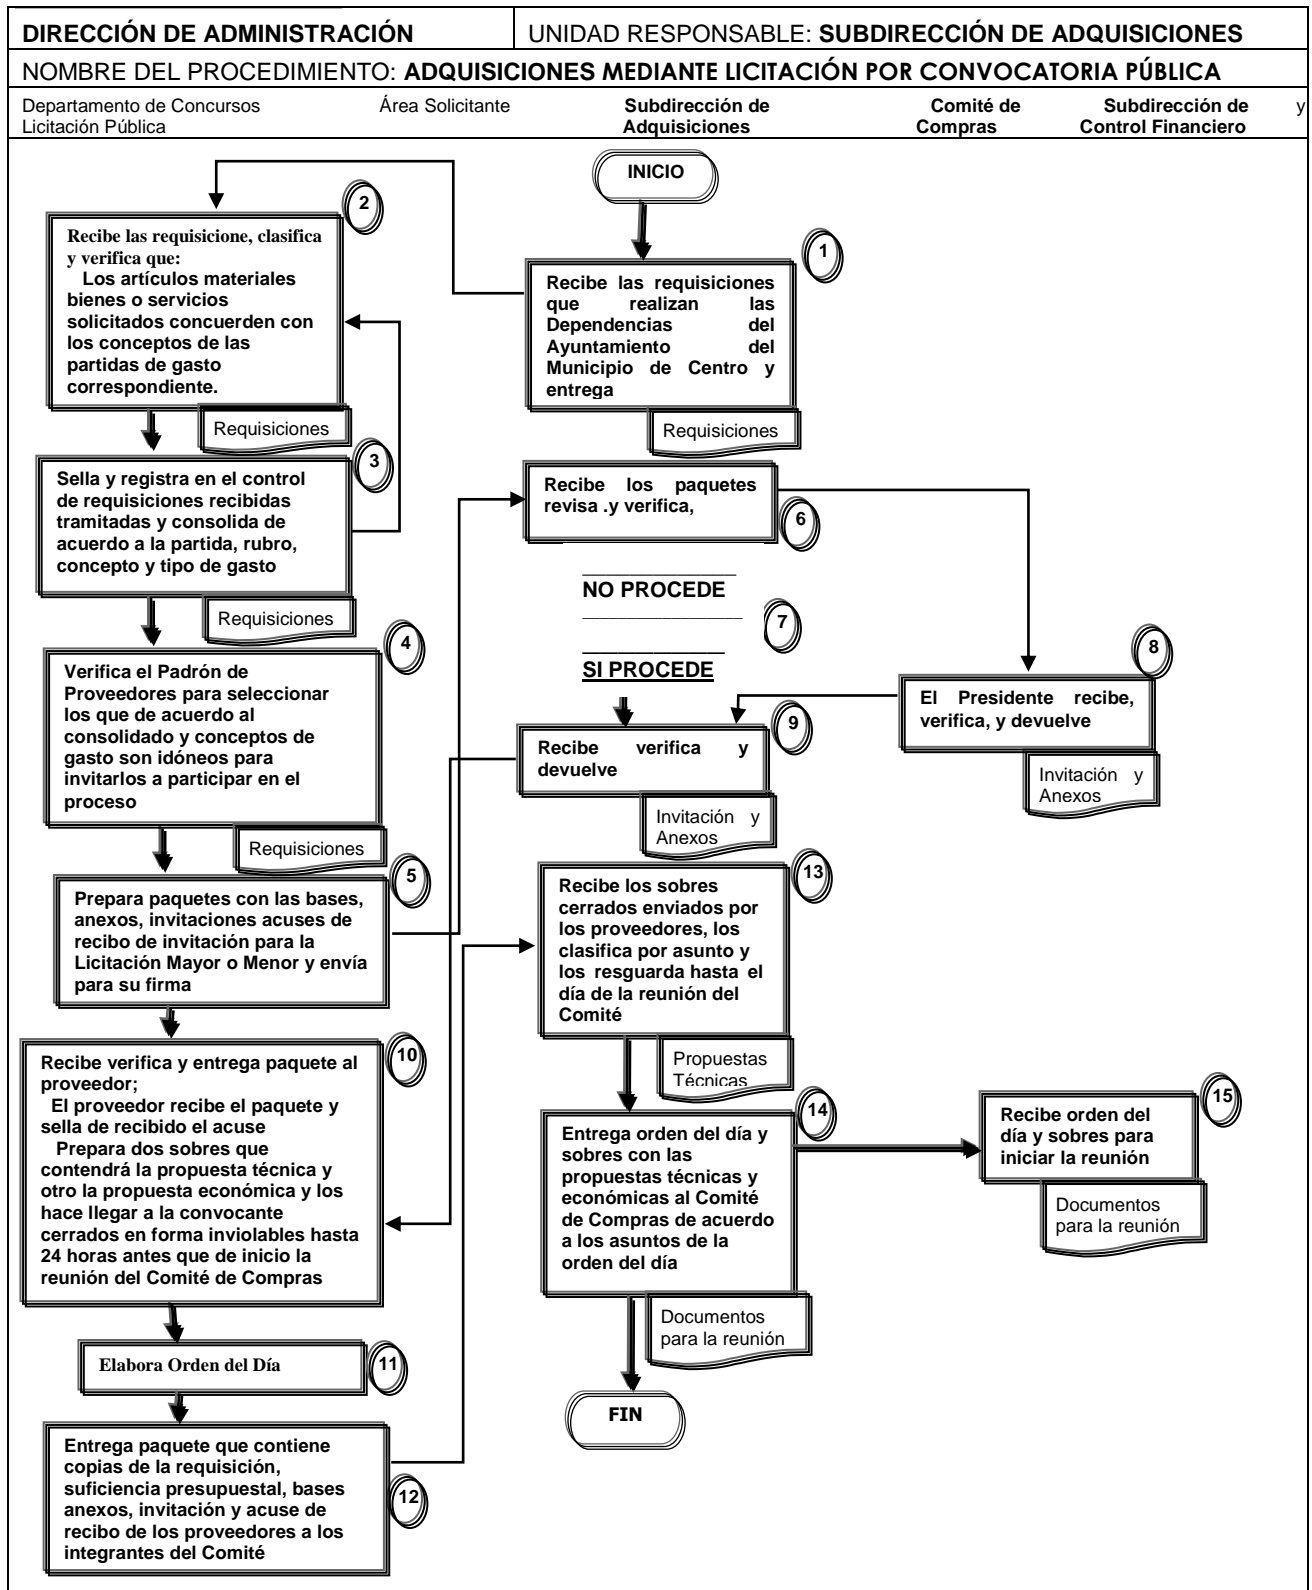 DIRECCIÓN DE ADMINISTRACIÓN
UNIDAD RESPONSABLE: SUBDIRECCIÓN DE ADQUISICIONES
NOMBRE DEL PROCEDIMIENTO: ADQUISICIONES MEDIANTE LICITACIÓN POR CONVOCATORIA PÚBLICA
Departamento de Concursos Área Solicitante Subdirección de Comité de Subdirección de y
Licitación Pública Adquisiciones Compras Control Financiero
INICIO
1
Recibe las requisiciones
que realizan las
Dependencias del
Ayuntamiento del
Municipio de Centro y
entrega
Requisiciones
2
Recibe las requisicione, clasifica
y verifica que:
Los artículos materiales
bienes o servicios
solicitados concuerden con
los conceptos de las
partidas de gasto
correspondiente.
Requisiciones
3
Sella y registra en el control
de requisiciones recibidas
tramitadas y consolida de
acuerdo a la partida, rubro,
concepto y tipo de gasto
Requisiciones
4
Verifica el Padrón de
Proveedores para seleccionar
los que de acuerdo al
consolidado y conceptos de
gasto son idóneos para
invitarlos a participar en el
proceso
Requisiciones
5
Prepara paquetes con las bases,
anexos, invitaciones acuses de
recibo de invitación para la
Licitación Mayor o Menor y envía
para su firma
Recibe los paquetes
revisa .y verifica,
6
NO PROCEDE
7
SI PROCEDE
8
El Presidente recibe,
verifica, y devuelve
Invitación y
Anexos
9
Recibe verifica y
devuelve
Invitación y
Anexos
10
Recibe verifica y entrega paquete al
proveedor;
El proveedor recibe el paquete y
sella de recibido el acuse
Prepara dos sobres que
contendrá la propuesta técnica y
otro la propuesta económica y los
hace llegar a la convocante
cerrados en forma inviolables hasta
24 horas antes que de inicio la
reunión del Comité de Compras
Elabora Orden del Día
11
Entrega paquete que contiene
copias de la requisición,
suficiencia presupuestal, bases
anexos, invitación y acuse de
recibo de los proveedores a los
integrantes del Comité
12
13
Recibe los sobres
cerrados enviados por
los proveedores, los
clasifica por asunto y
los resguarda hasta el
día de la reunión del
Comité
Propuestas
Técnicas
14
Entrega orden del día y
sobres con las
propuestas técnicas y
económicas al Comité
de Compras de acuerdo
a los asuntos de la
orden del día
Documentos
para la reunión
15
Recibe orden del
día y sobres para
iniciar la reunión
Documentos
para la reunión
FIN